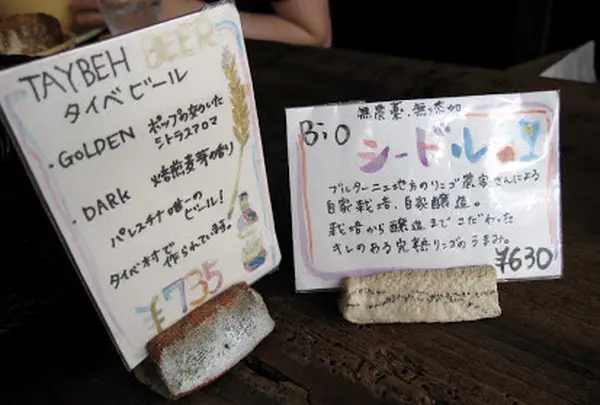 TAYBEH BEER
タイベビール
・GOLDEN ホップの効いた
シトラスアロマ
・DARK 焙煎麦芽の香り
パレスチナ唯一の
ビール!
タイベ村で
作られています。
¥735
無農薬、無添加
BiO シードル
ブルターニュ地方のリンゴ農家さんによる
自家栽培、自家醸造。
栽培から醸造までこだわった
キレのある完熟リンゴのうまみ。
¥630